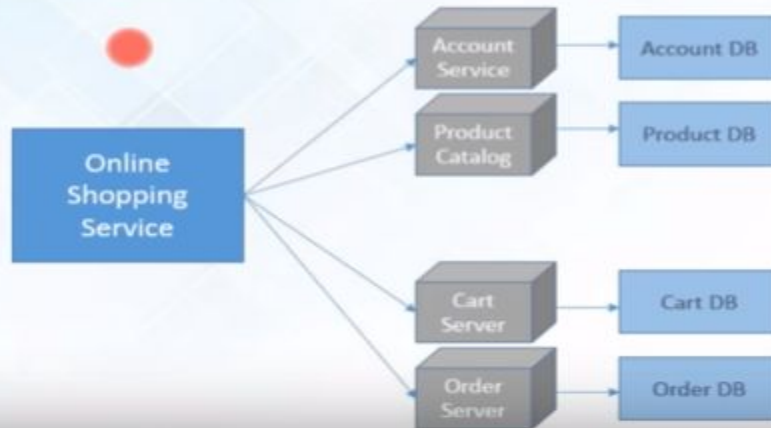 Account
Service
Account DB
Product
Catalog
Product DB
Online
Shopping
Service
Cart
Server
Cart DB
Order
Server
Order DB